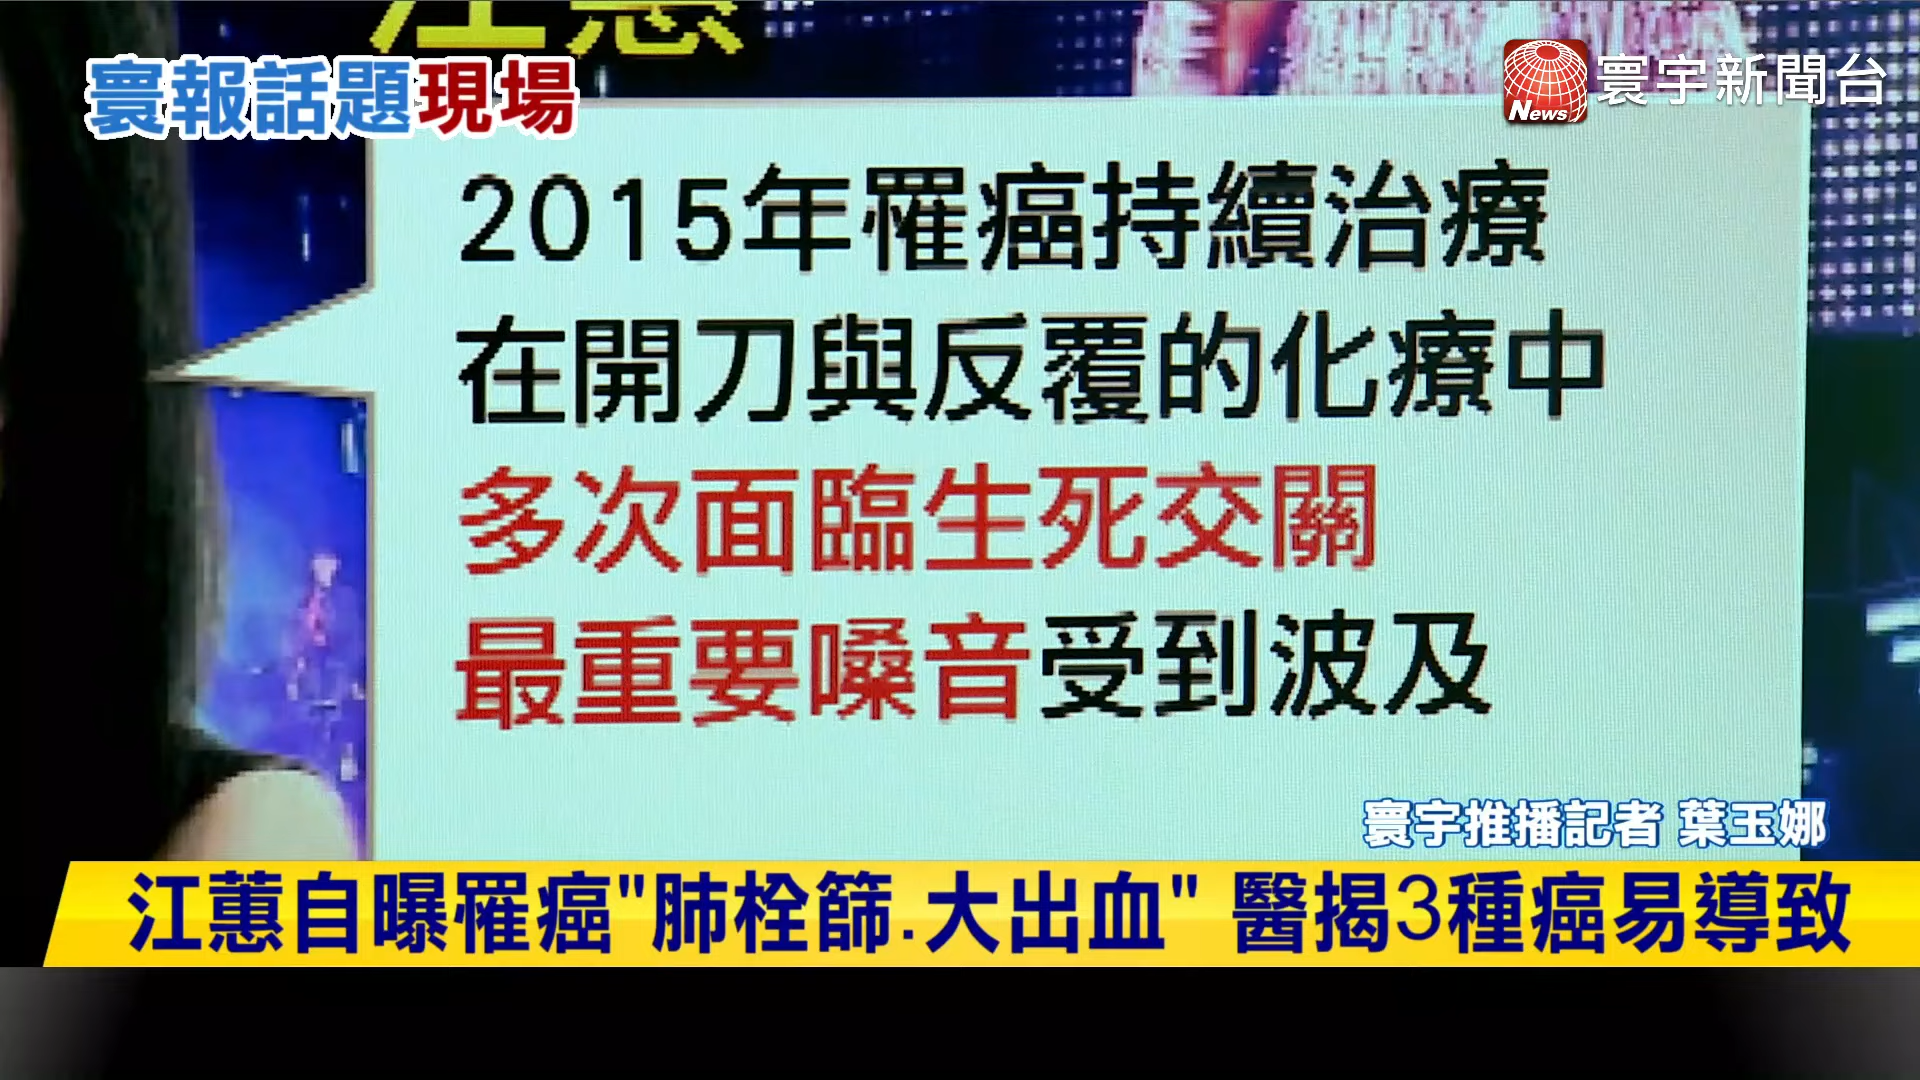 江蕙
寰報話題現場
News
寰宇新聞台
2015年罹癌持續治療
在開刀與反覆的化療中
多次面臨生死交關
最重要嗓音受到波及
寰宇推播記者 葉玉娜
江蕙自曝罹癌"肺栓篩.大出血" 醫揭3種癌易導致